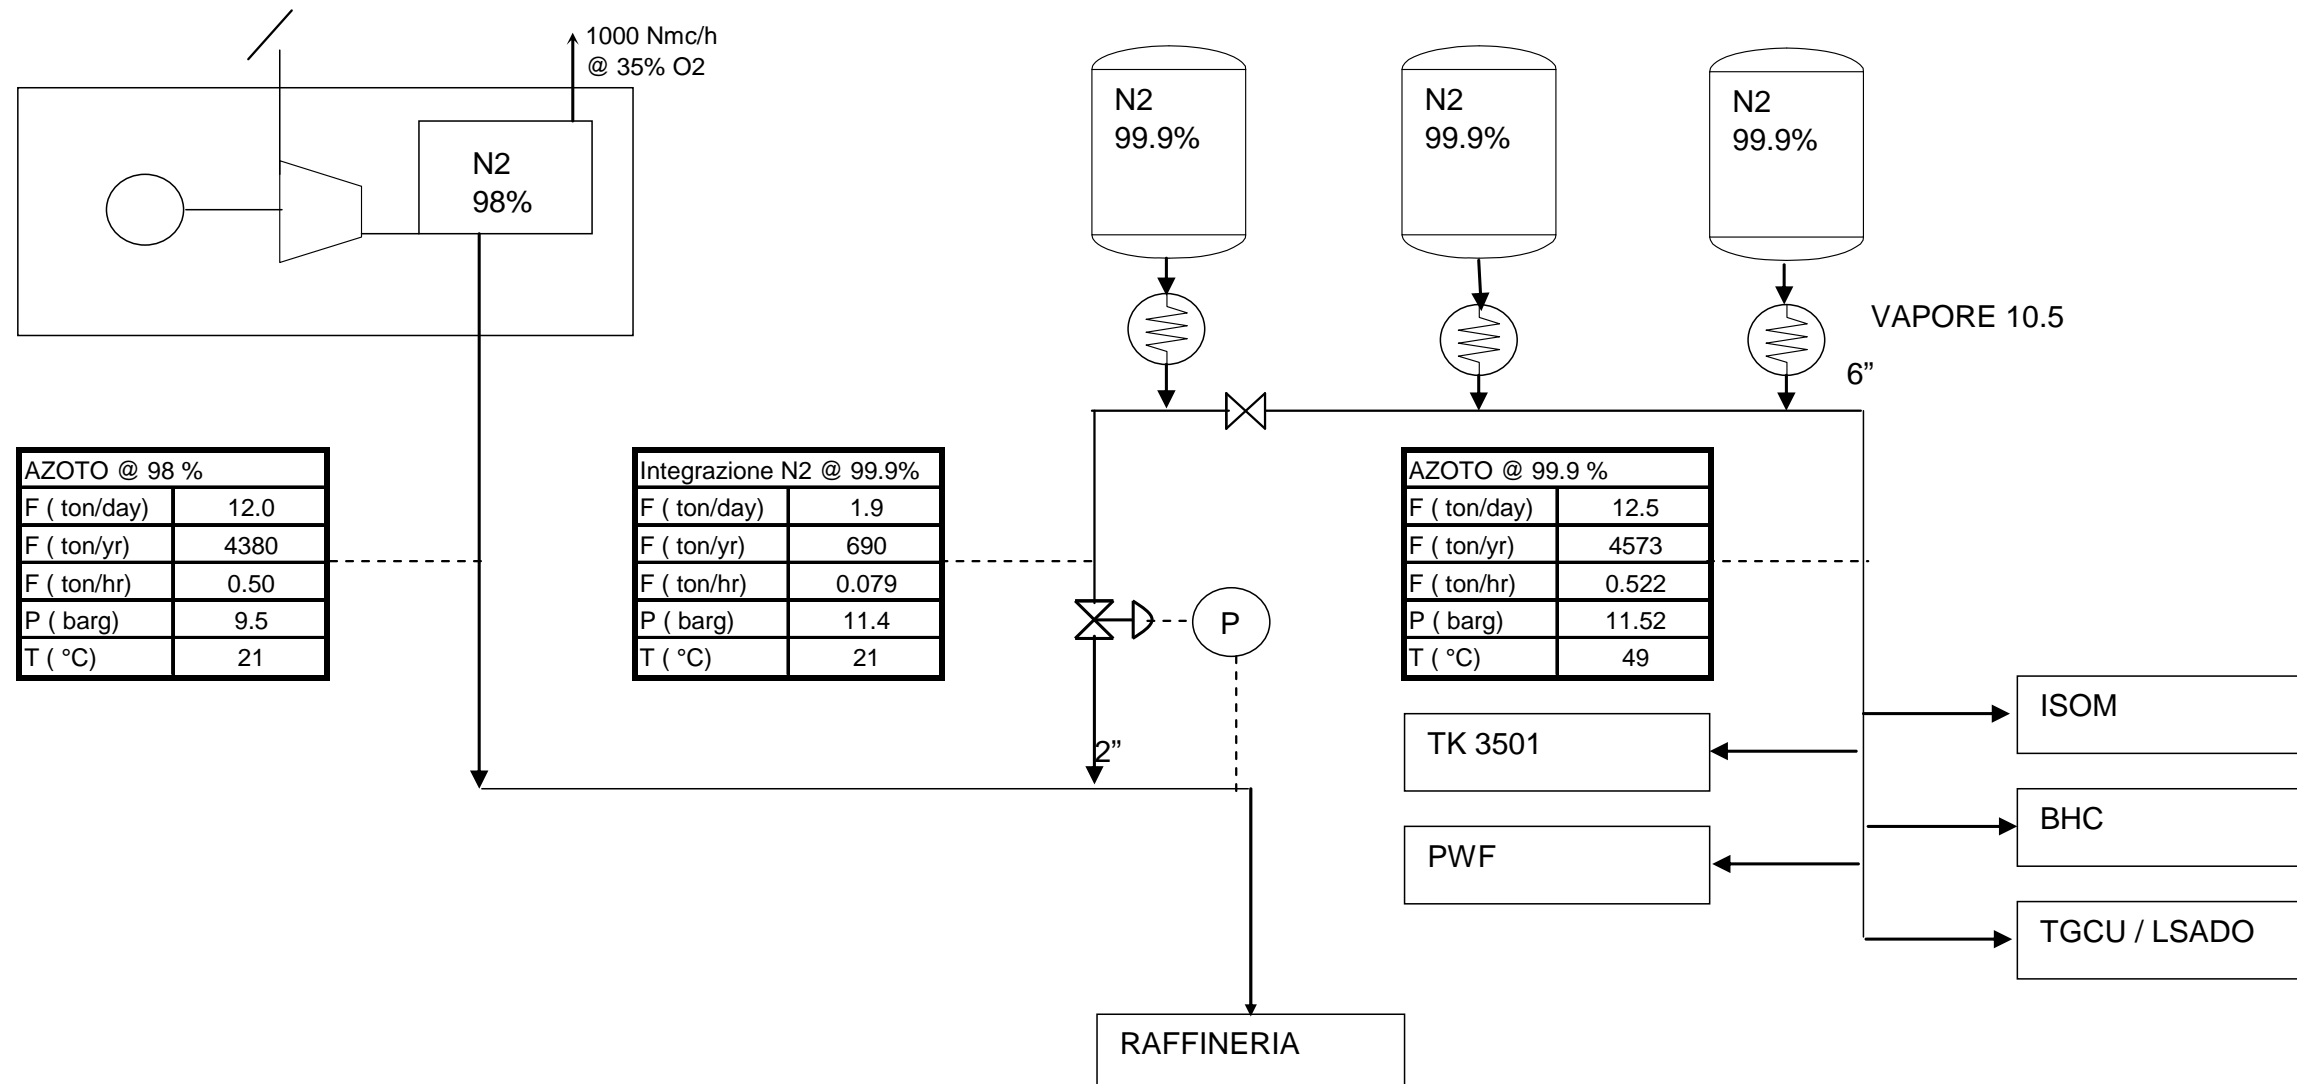 1000 Nmc/h
@ 35% O2
N2
98%
N2
99.9%
N2
99.9%
N2
99.9%
VAPORE 10.5
6”
AZOTO @ 98 %
F ( ton/day) 12.0
F ( ton/yr) 4380
F ( ton/hr) 0.50
P ( barg) 9.5
T ( °C) 21
Integrazione N2 @ 99.9%
F ( ton/day) 1.9
F ( ton/yr) 690
F ( ton/hr) 0.079
P ( barg) 11.4
T ( °C) 21
P
2”
AZOTO @ 99.9 %
F ( ton/day) 12.5
F ( ton/yr) 4573
F ( ton/hr) 0.522
P ( barg) 11.52
T ( °C) 49
ISOM
TK 3501
BHC
PWF
TGCU / LSADO
RAFFINERIA